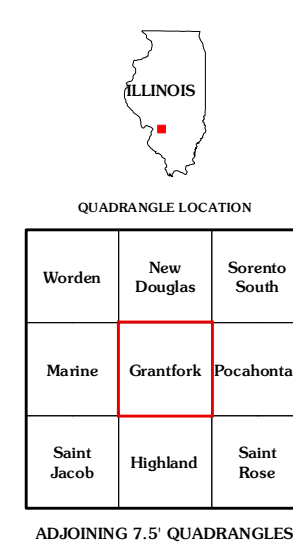 ILLINOIS
QUADRANGLE LOCATION
Worden
New
Douglas
Sorento
South
Marine
Grantfork
Pocahonta
Saint
Jacob
Highland
Saint
Rose
ADJOINING 7.5' QUADRANGLES